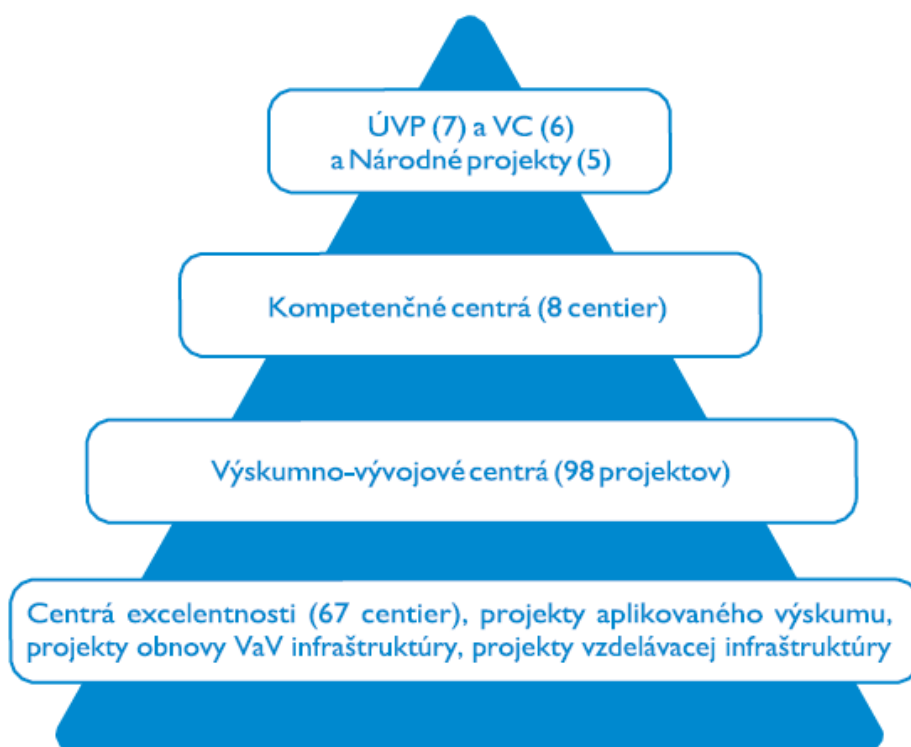 ÚVP (7) a VC (6)
a Národné projekty (5)
Kompetenčné centrá (8 centier)
Výskumno-vývojové centrá (98 projektov)
Centrá excelentnosti (67 centier), projekty aplikovaného výskumu,
projekty obnovy VaV infraštruktúry, projekty vzdelávacej infraštruktúry